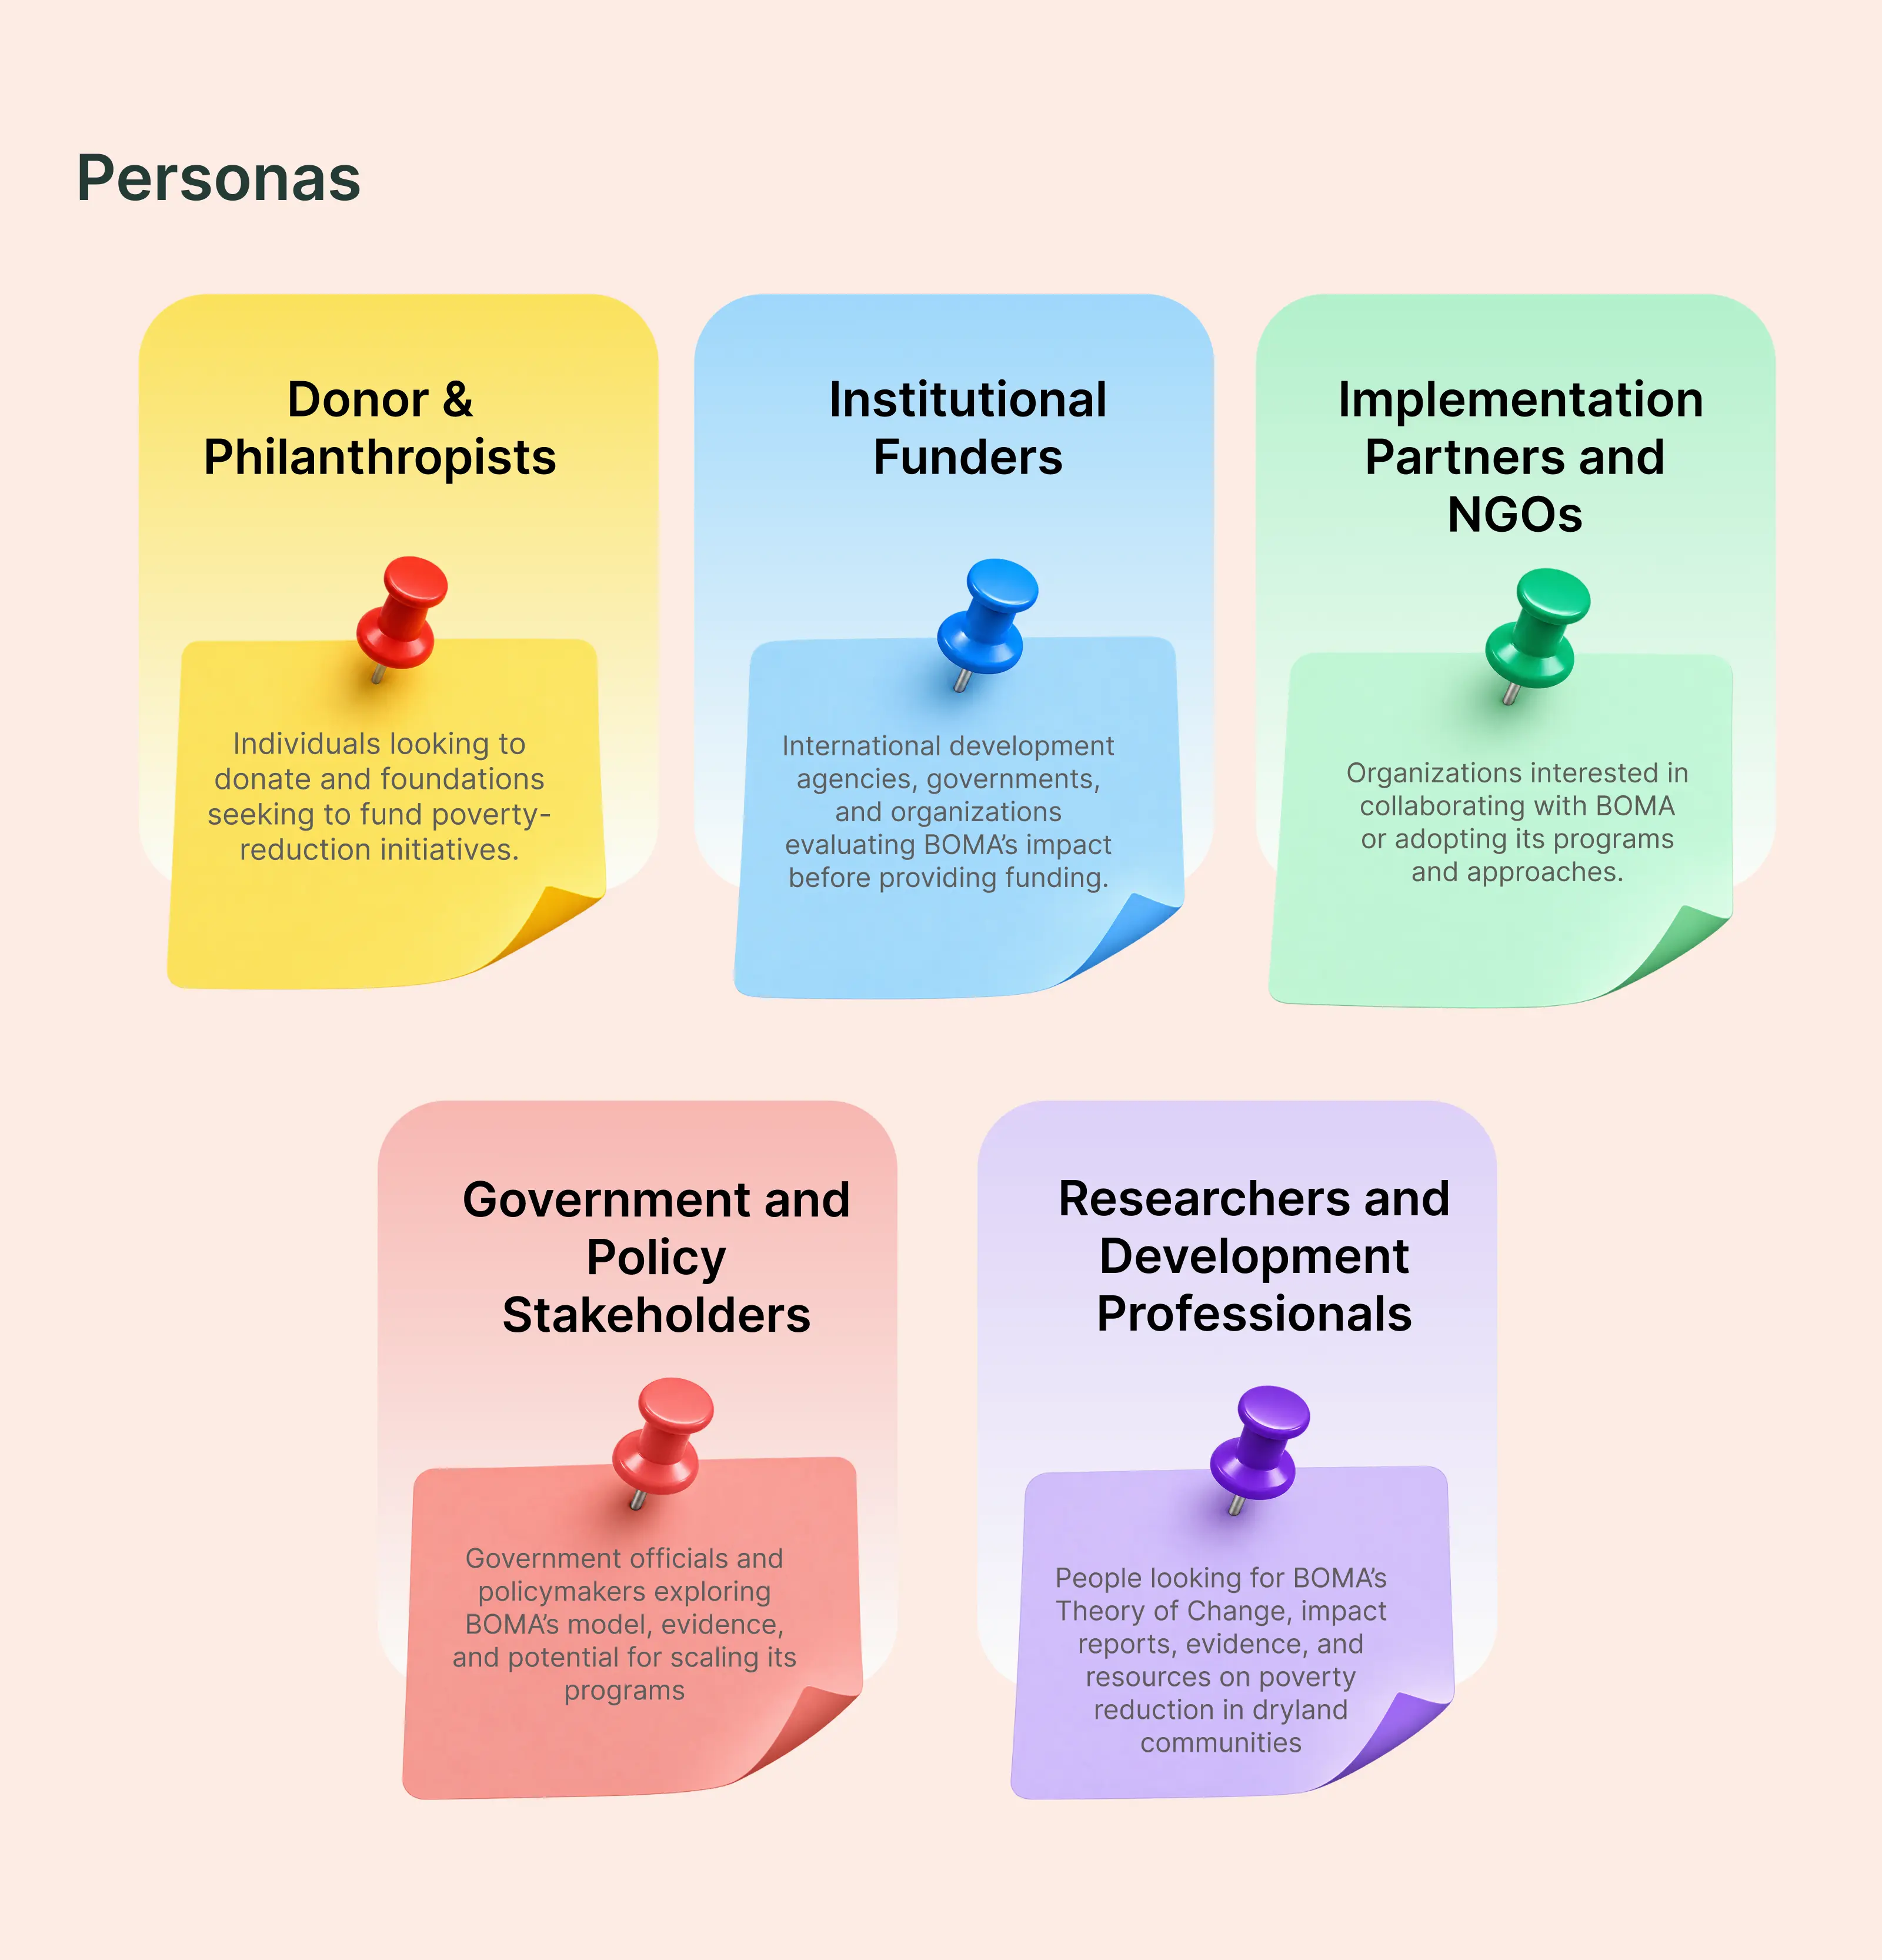 Personas
Donor &
Philanthropists
Individuals looking to
donate and foundations
seeking to fund poverty-
reduction initiatives.
Institutional
Funders
International development
agencies, governments,
and organizations
evaluating BOMA’s impact
before providing funding.
Implementation
Partners and
NGOs
Organizations interested in
collaborating with BOMA
or adopting its programs
and approaches.
Government and
Policy
Stakeholders
Government officials and
policymakers exploring
BOMA’s model, evidence,
and potential for scaling its
programs
Researchers and
Development
Professionals
People looking for BOMA’s
Theory of Change, impact
reports, evidence, and
resources on poverty
reduction in dryland
communities